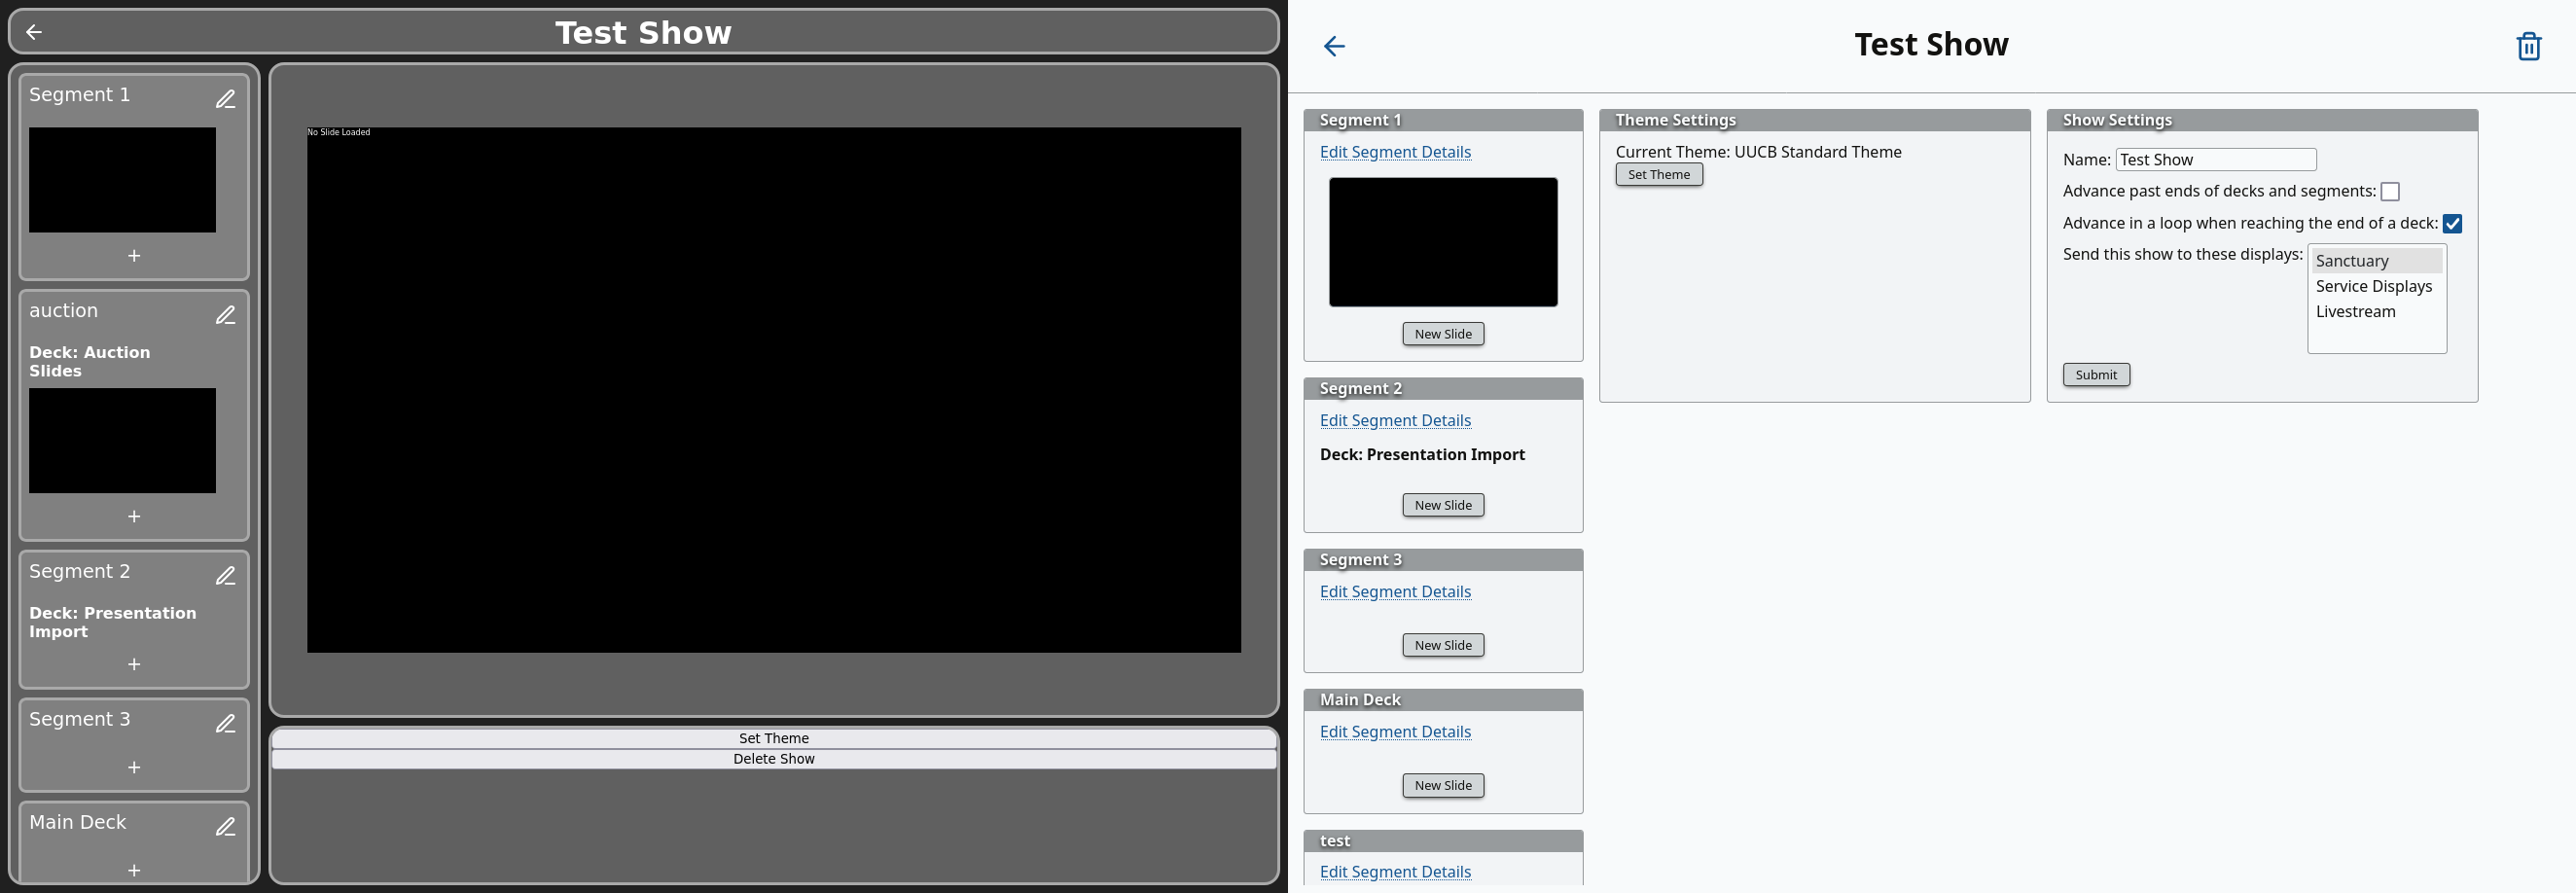 Test Show
Segment 1
+
auction
Deck: Auction
Slides
+
Segment 2
Deck: Presentation
Import
+
Segment 3
+
Main Deck
+
No Slide Loaded
Set Theme
Delete Show
Test Show
Segment 1
Edit Segment Details
New Slide
Segment 2
Edit Segment Details
Deck: Presentation Import
New Slide
Segment 3
Edit Segment Details
New Slide
Main Deck
Edit Segment Details
New Slide
test
Edit Segment Details
Theme Settings
Current Theme: UUCB Standard Theme
Set Theme
Show Settings
Name: Test Show
Advance past ends of decks and segments:
Advance in a loop when reaching the end of a deck:
Send this show to these displays:
Sanctuary
Service Displays
Livestream
Submit